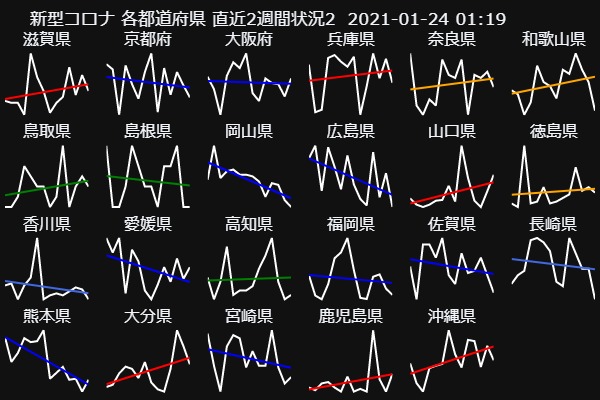 新型コロナ 各都道府県 直近2週間状況2 2021-01-24 01:19
滋賀県 京都府 大阪府 兵庫県 奈良県 和歌山県
鳥取県 島根県 岡山県 広島県 山口県 徳島県
香川県 愛媛県 高知県 福岡県 佐賀県 長崎県
熊本県 大分県 宮崎県 鹿児島県 沖縄県